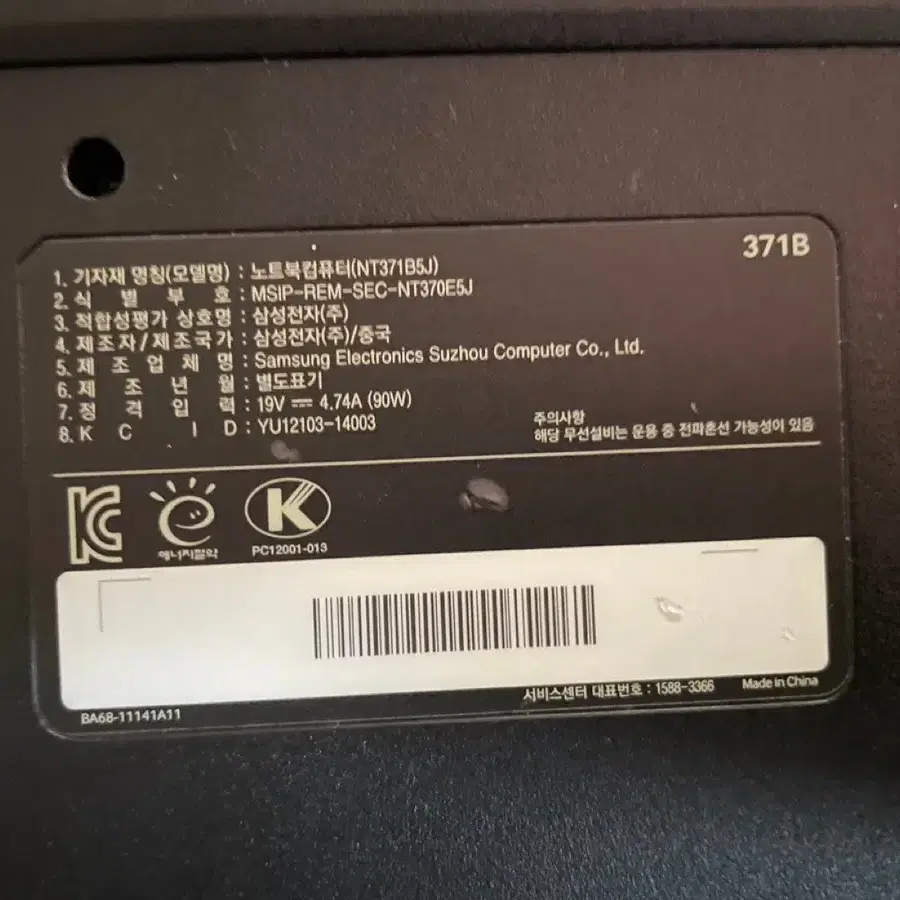 371B
1. 기자재 명칭(모델명) : 노트북컴퓨터(NT371B5J)
2. 식 별 부 호 : MSIP-REM-SEC-NT370E5J
3. 적합성평가 상호명 : 삼성전자(주)
4. 제조자/제조국가 : 삼성전자(주)/중국
5. 제 조 업 체 명 : Samsung Electronics Suzhou Computer Co., Ltd.
6. 제 조 년 월 : 별도표기
7. 정 격 입 력 : 19V ⎓ 4.74A (90W)
8. K C I D : YU12103-14003
주의사항
해당 무선설비는 운용 중 전파혼선 가능성이 있음
에너지절약
PC12001-013
서비스센터 대표번호 : 1588-3366
Made in China
BA68-11141A11